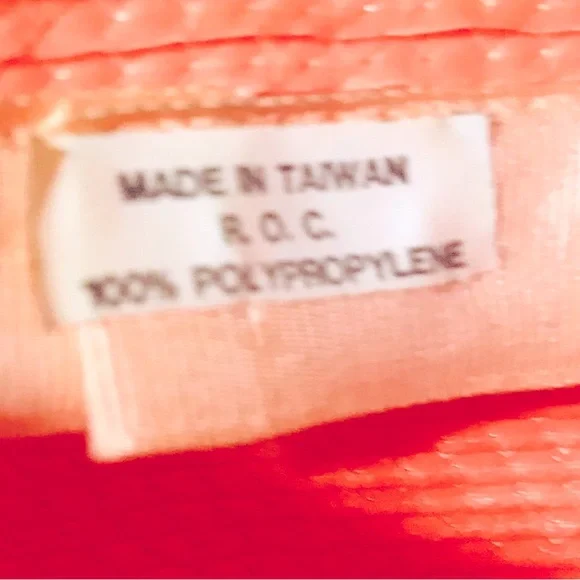 MADE IN TAIWAN
R. O. C.
100% POLYPROPYLENE